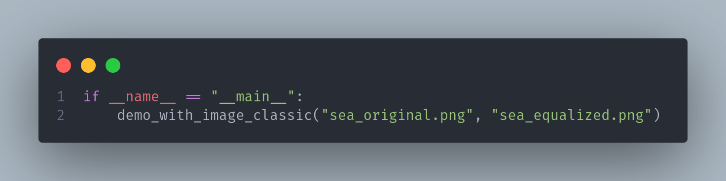 1 if __name__ == "__main__":
2     demo_with_image_classic("sea_original.png", "sea_equalized.png")